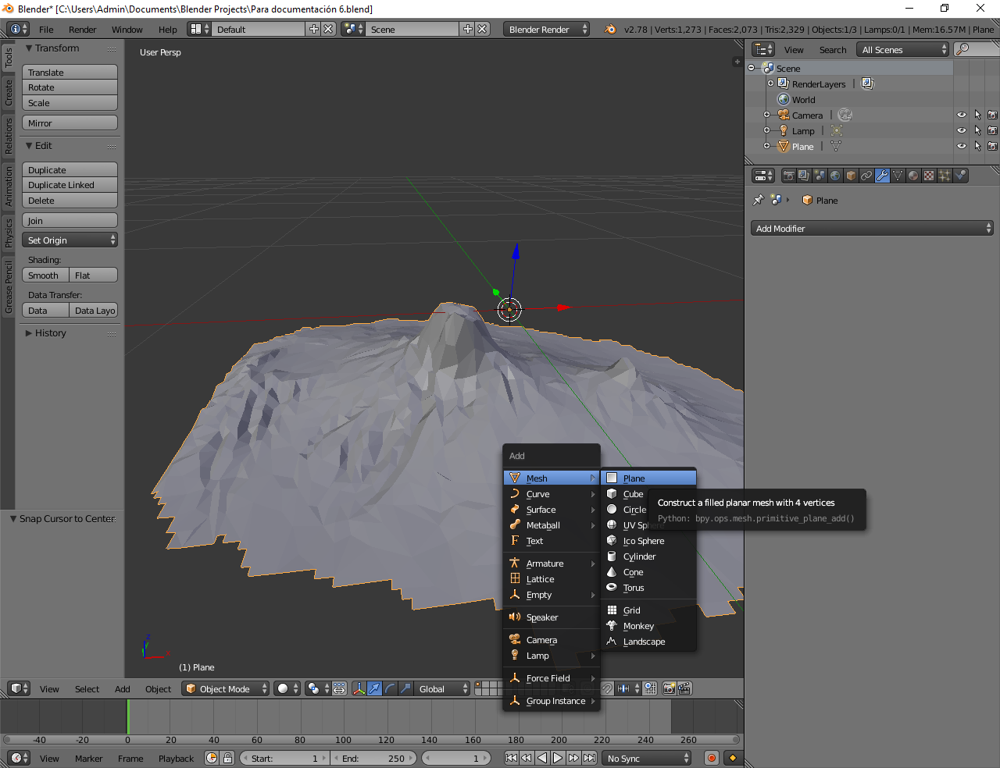 Blender* [C:\Users\Admin\Documents\Blender Projects\Para documentación 6.blend]
File Render Window Help Default Scene Blender Render v2.78 | Verts:1,273 | Faces:2,073 | Tris:2,329 | Objects:1/3 | Lamps:0/1 | Mem:16.57M | Plane
Tools
Create
Relations
Animation
Physics
Grease Pencil
Transform
Translate
Rotate
Scale
Mirror
Edit
Duplicate
Duplicate Linked
Delete
Join
Set Origin
Shading:
Smooth Flat
Data Transfer:
Data Data Layo
History
Snap Cursor to Center
User Persp
(1) Plane
Add
Mesh
Curve
Surface
Metaball
Text
Armature
Lattice
Empty
Speaker
Camera
Lamp
Force Field
Group Instance
Plane
Cube
Circle
UV Sphere
Ico Sphere
Cylinder
Cone
Torus
Grid
Monkey
Landscape
Construct a filled planar mesh with 4 vertices
Python: bpy.ops.mesh.primitive_plane_add()
View Search All Scenes
Scene
RenderLayers
World
Camera
Lamp
Plane
Plane
Add Modifier
View Select Add Object Object Mode Global
-40 -20 0 20 40 60 80 100 120 140 160 180 200 220 240 260
View Marker Frame Playback Start: 1 End: 250 1 No Sync